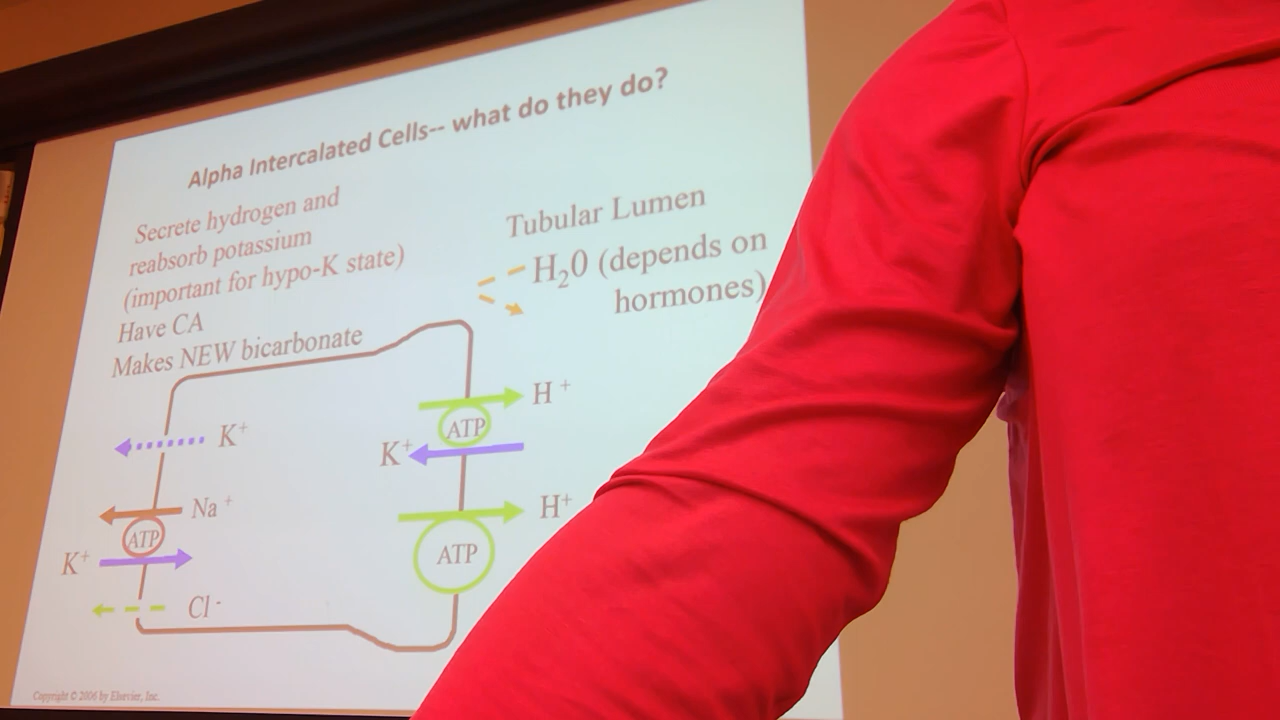 Alpha Intercalated Cells-- what do they do?
Secrete hydrogen and
reabsorb potassium
(important for hypo-K state)
Have CA
Makes NEW bicarbonate
Tubular Lumen
H₂0 (depends on
hormones)
H⁺
ATP
K⁺
K⁺
H⁺
ATP
Na⁺
ATP
K⁺
Cl⁻
Copyright © 2006 by Elsevier, Inc.